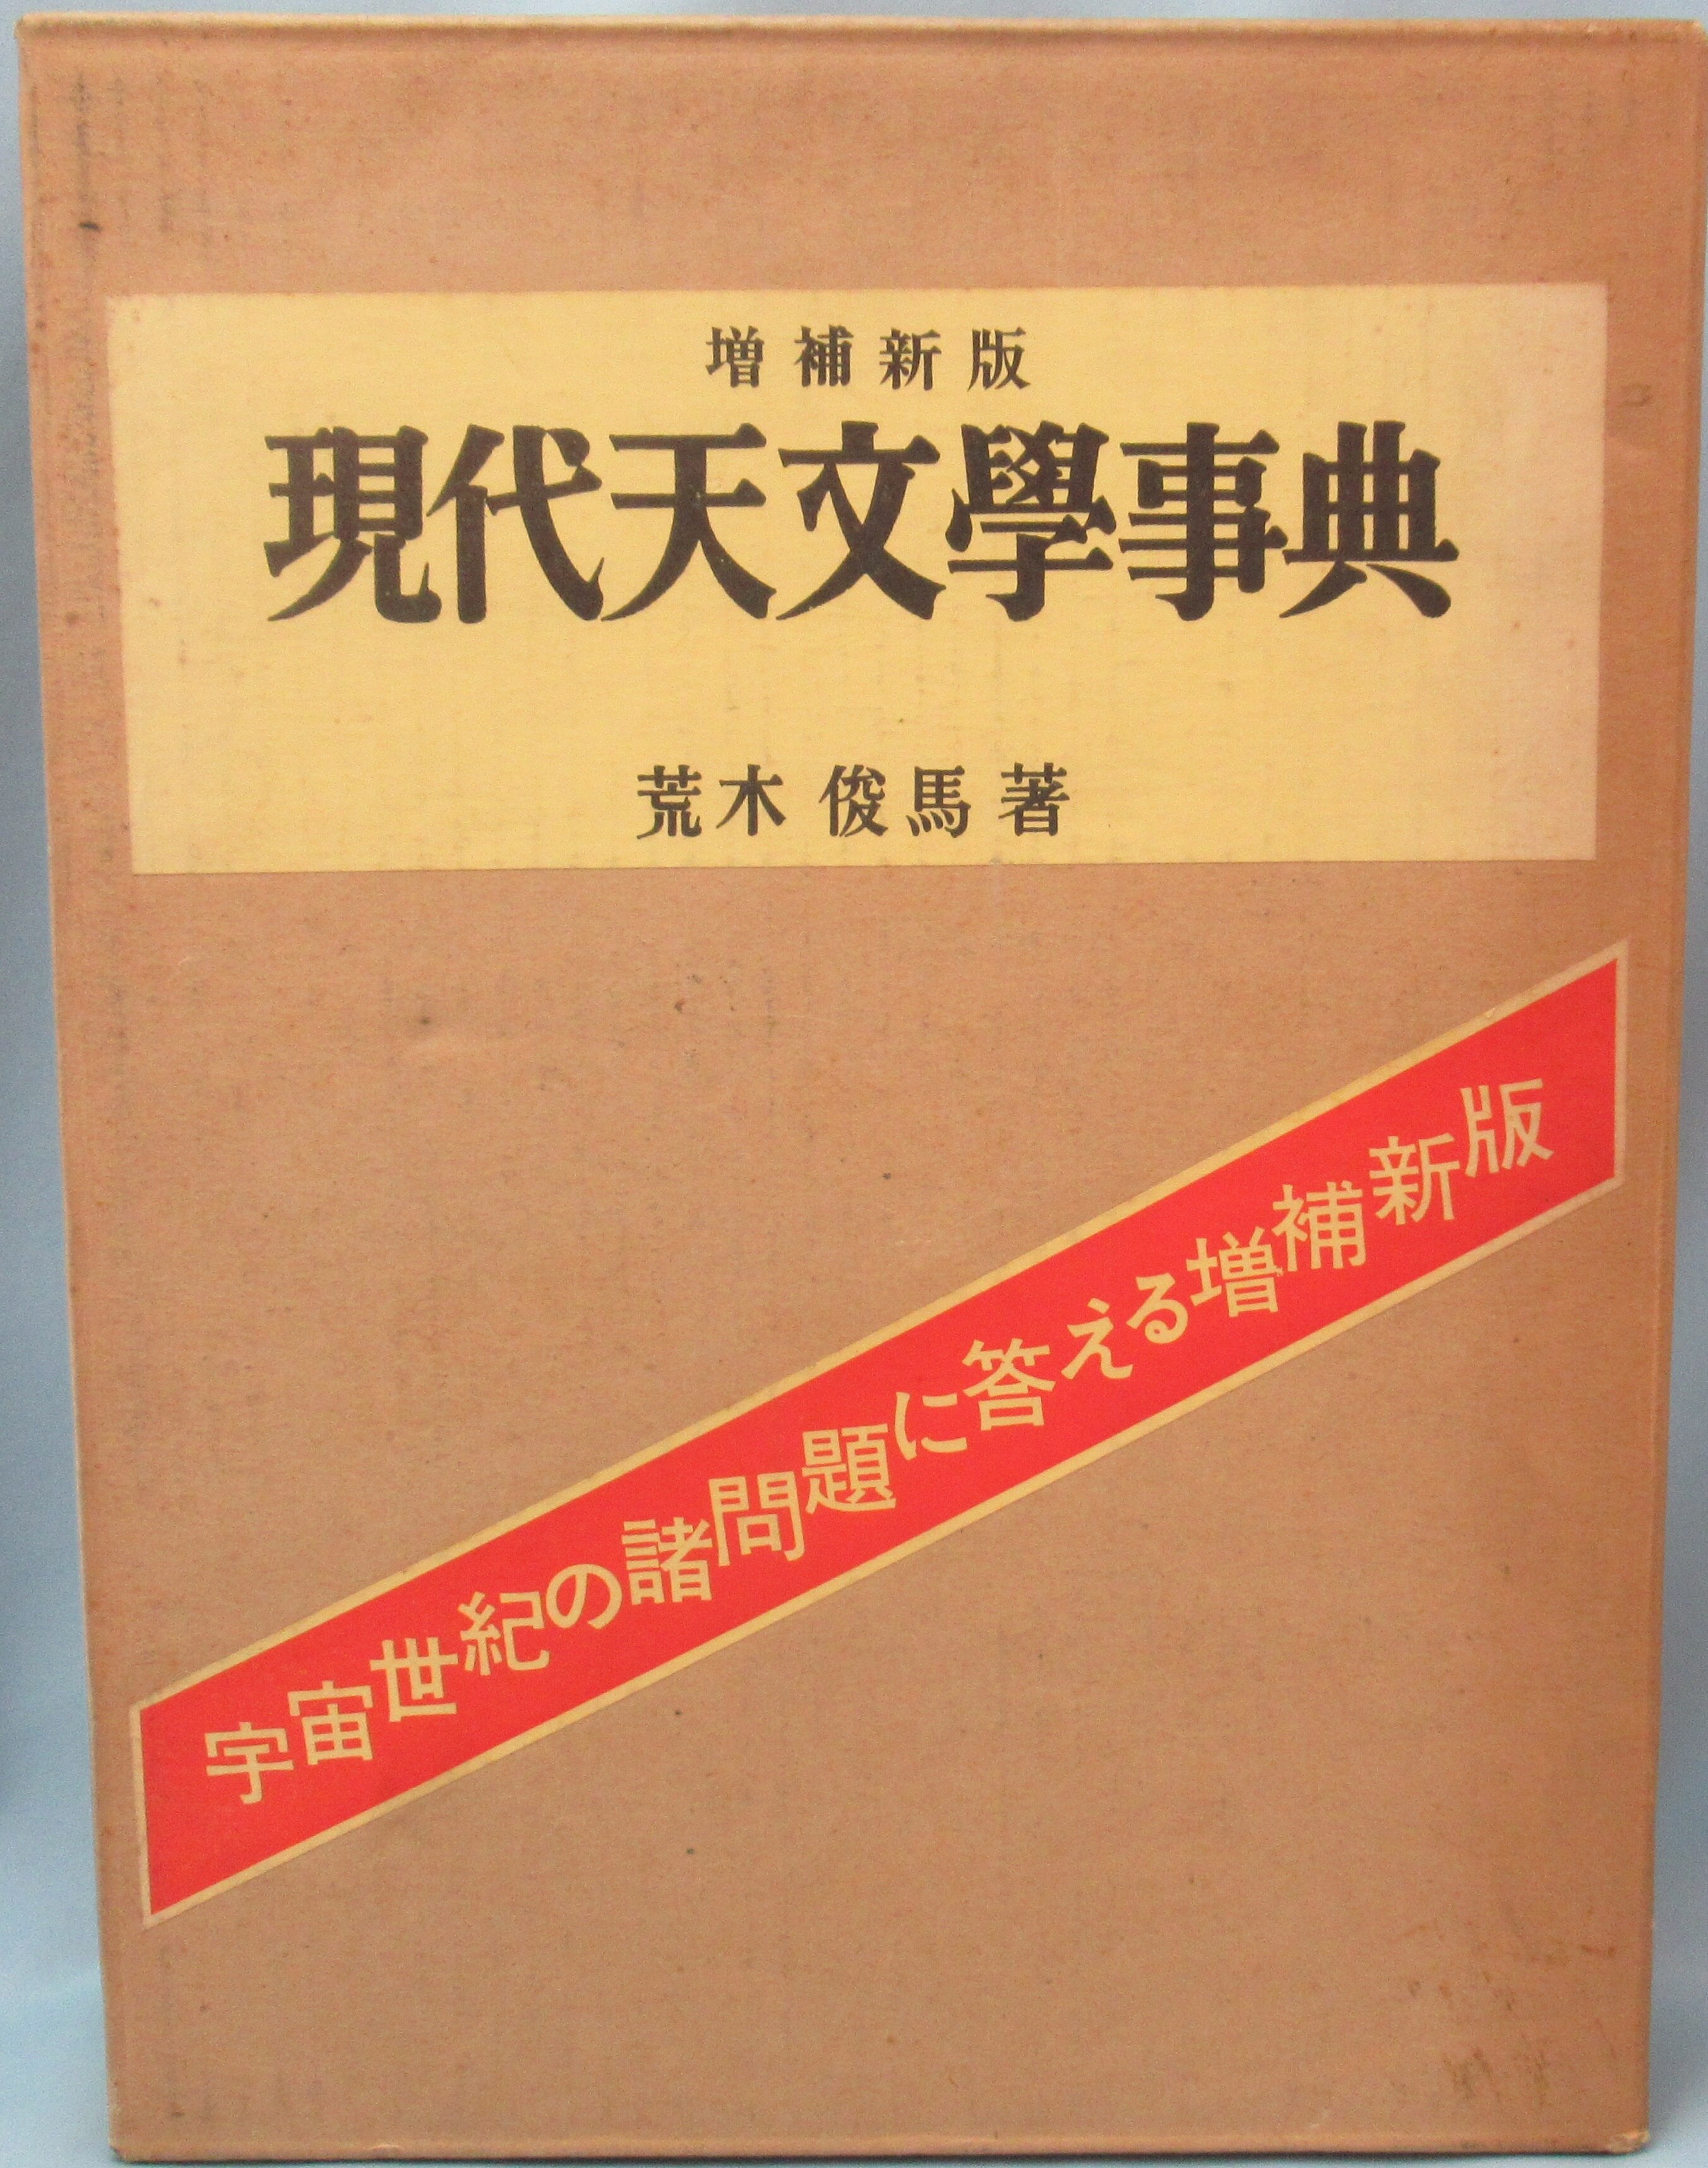 増補新版
現代天文學事典
荒木俊馬著
宇宙世紀の諸問題に答える増補新版